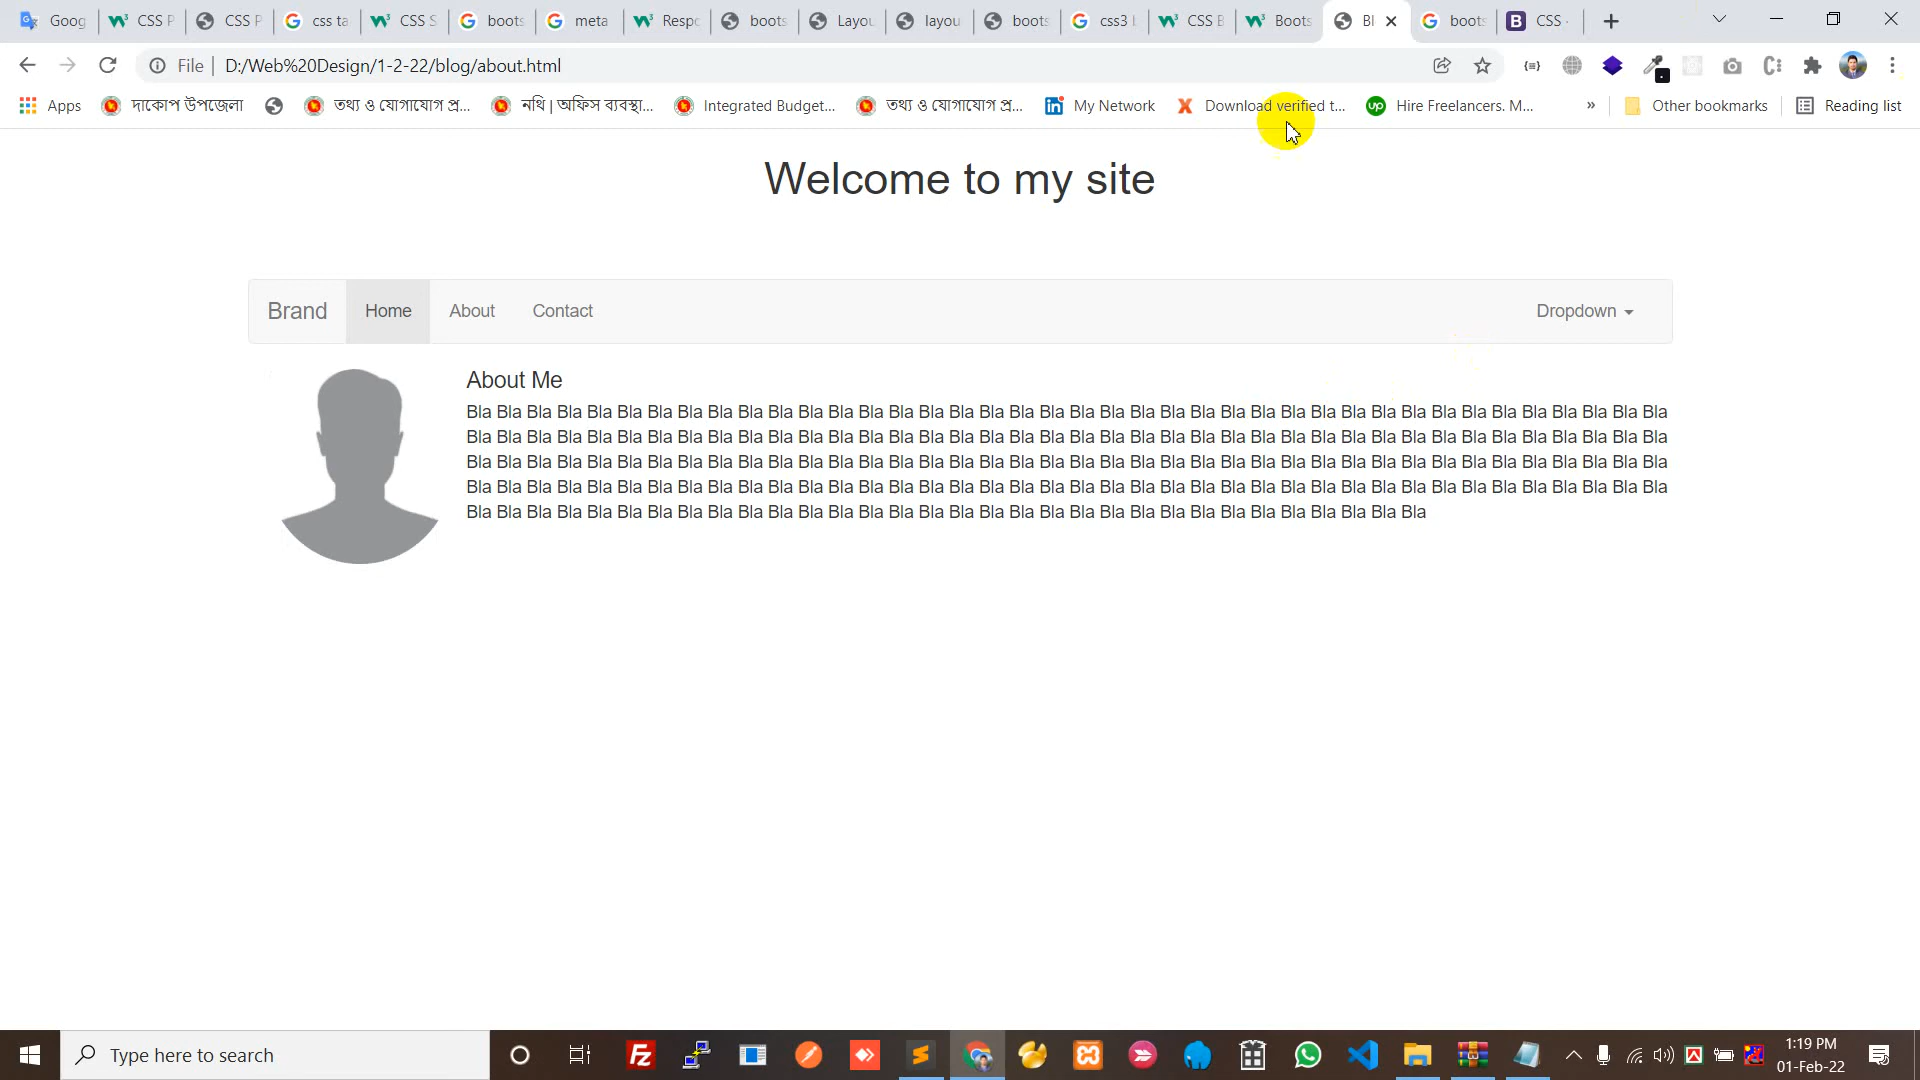 Goog CSS P CSS P css ta CSS S boots meta Respo boots Layou layou boots css3 b CSS B Boots Bl boots CSS
File D:/Web%20Design/1-2-22/blog/about.html
Apps দাকোপ উপজেলা তথ্য ও যোগাযোগ প্র... নথি | অফিস ব্যবস্থা... Integrated Budget... তথ্য ও যোগাযোগ প্র... My Network Download verified t... Hire Freelancers. M... » Other bookmarks Reading list
Welcome to my site
Brand Home About Contact Dropdown
About Me
Bla Bla Bla Bla Bla Bla Bla Bla Bla Bla Bla Bla Bla Bla Bla Bla Bla Bla Bla Bla Bla Bla Bla Bla Bla Bla Bla Bla Bla Bla Bla Bla Bla Bla Bla Bla Bla Bla Bla Bla
Bla Bla Bla Bla Bla Bla Bla Bla Bla Bla Bla Bla Bla Bla Bla Bla Bla Bla Bla Bla Bla Bla Bla Bla Bla Bla Bla Bla Bla Bla Bla Bla Bla Bla Bla Bla Bla Bla Bla Bla
Bla Bla Bla Bla Bla Bla Bla Bla Bla Bla Bla Bla Bla Bla Bla Bla Bla Bla Bla Bla Bla Bla Bla Bla Bla Bla Bla Bla Bla Bla Bla Bla Bla Bla Bla Bla Bla Bla Bla Bla
Bla Bla Bla Bla Bla Bla Bla Bla Bla Bla Bla Bla Bla Bla Bla Bla Bla Bla Bla Bla Bla Bla Bla Bla Bla Bla Bla Bla Bla Bla Bla Bla Bla Bla Bla Bla Bla Bla Bla Bla
Bla Bla Bla Bla Bla Bla Bla Bla Bla Bla Bla Bla Bla Bla Bla Bla Bla Bla Bla Bla Bla Bla Bla Bla Bla Bla Bla Bla Bla Bla Bla Bla
Type here to search
1:19 PM
01-Feb-22